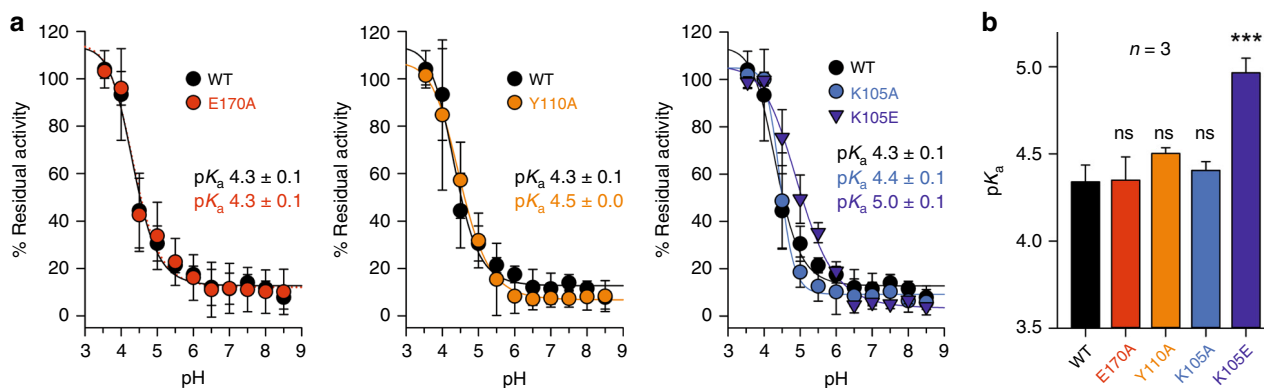 a
% Residual activity
120
100
80
60
40
20
0
3 4 5 6 7 8 9
pH
WT
E170A
pKa 4.3 ± 0.1
pKa 4.3 ± 0.1
% Residual activity
120
100
80
60
40
20
0
3 4 5 6 7 8 9
pH
WT
Y110A
pKa 4.3 ± 0.1
pKa 4.5 ± 0.0
% Residual activity
120
100
80
60
40
20
0
3 4 5 6 7 8 9
pH
WT
K105A
K105E
pKa 4.3 ± 0.1
pKa 4.4 ± 0.1
pKa 5.0 ± 0.1
b
pKa
5.0
4.5
4.0
3.5
n = 3
***
ns ns ns
WT E170A Y110A K105A K105E